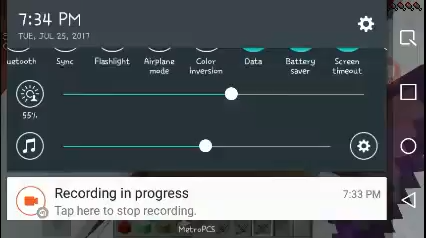 7:34 PM
TUE, JUL 25, 2017
uetooth Sync Flashlight Airplane mode Color inversion Data Battery saver Screen timeout
55%
Recording in progress 7:33 PM
Tap here to stop recording.
MetroPCS